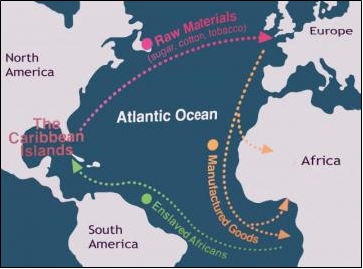 Raw Materials
(sugar, cotton, tobacco)
Europe
North
America
The
Caribbean
Islands
Atlantic Ocean
Manufactured Goods
Africa
Enslaved Africans
South
America